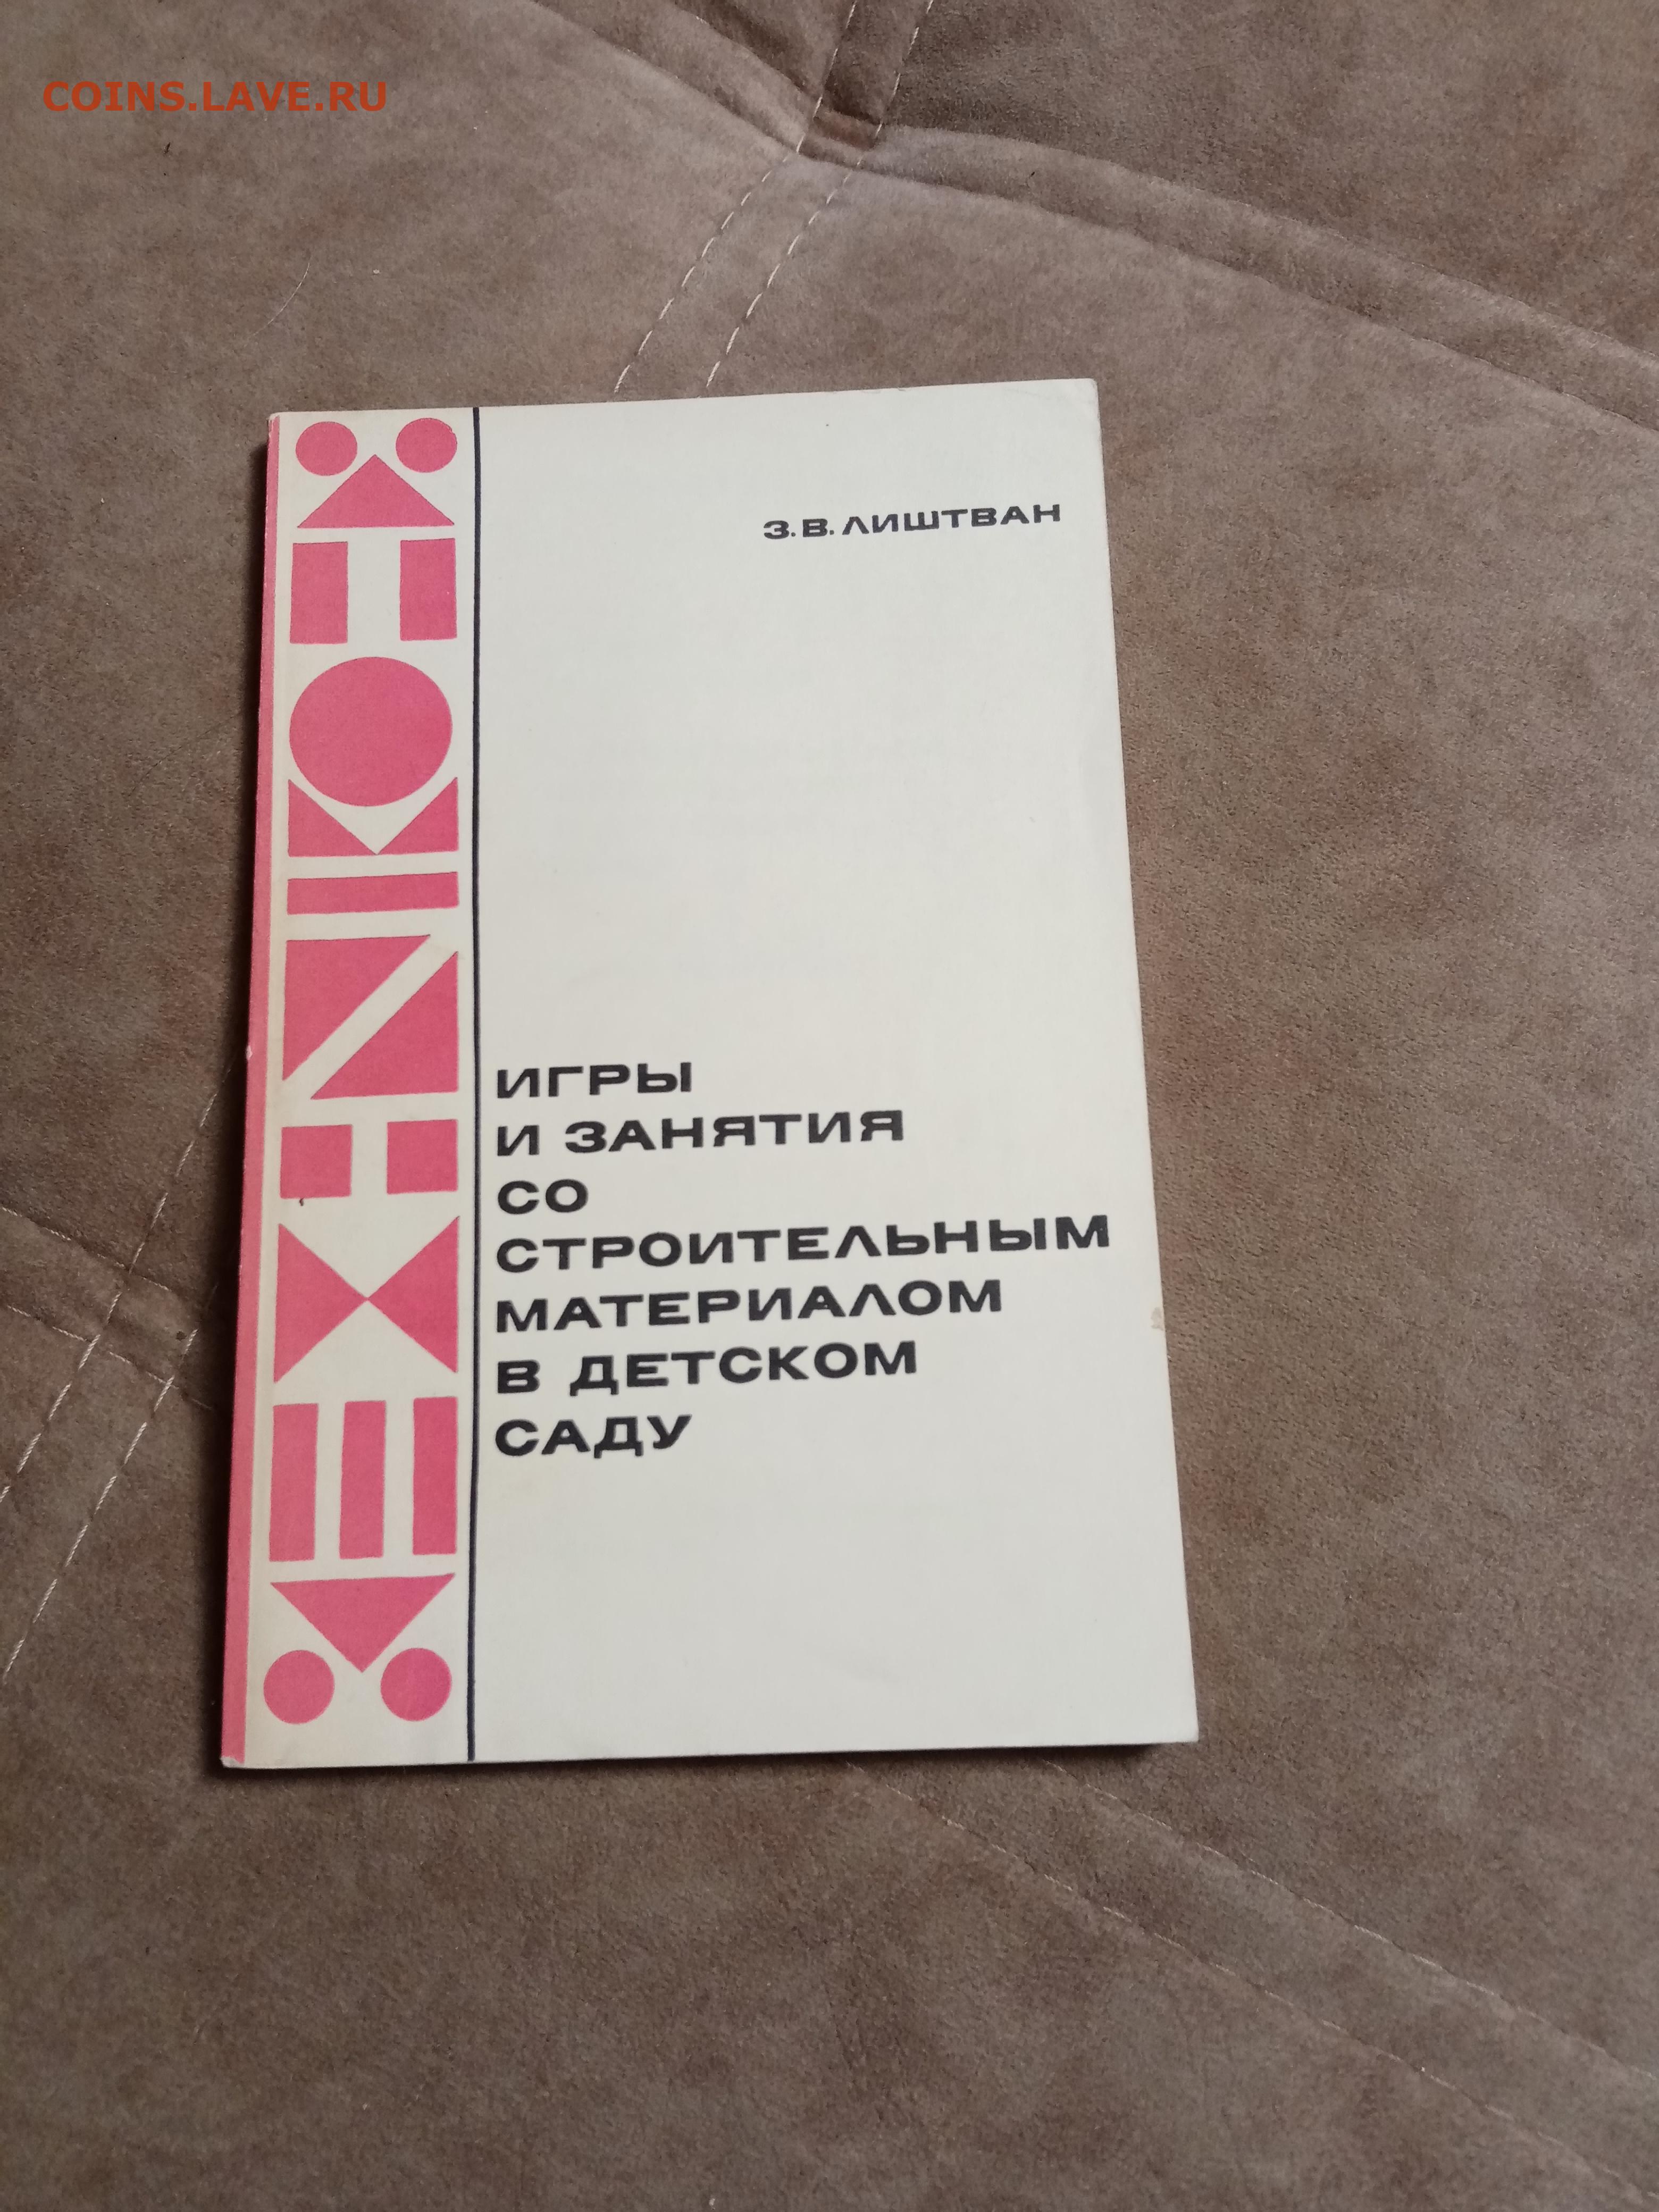 COINS.LAVE.RU
З. В. ЛИШТВАН
ИГРЫ
И ЗАНЯТИЯ
СО
СТРОИТЕЛЬНЫМ
МАТЕРИАЛОМ
В ДЕТСКОМ
САДУ